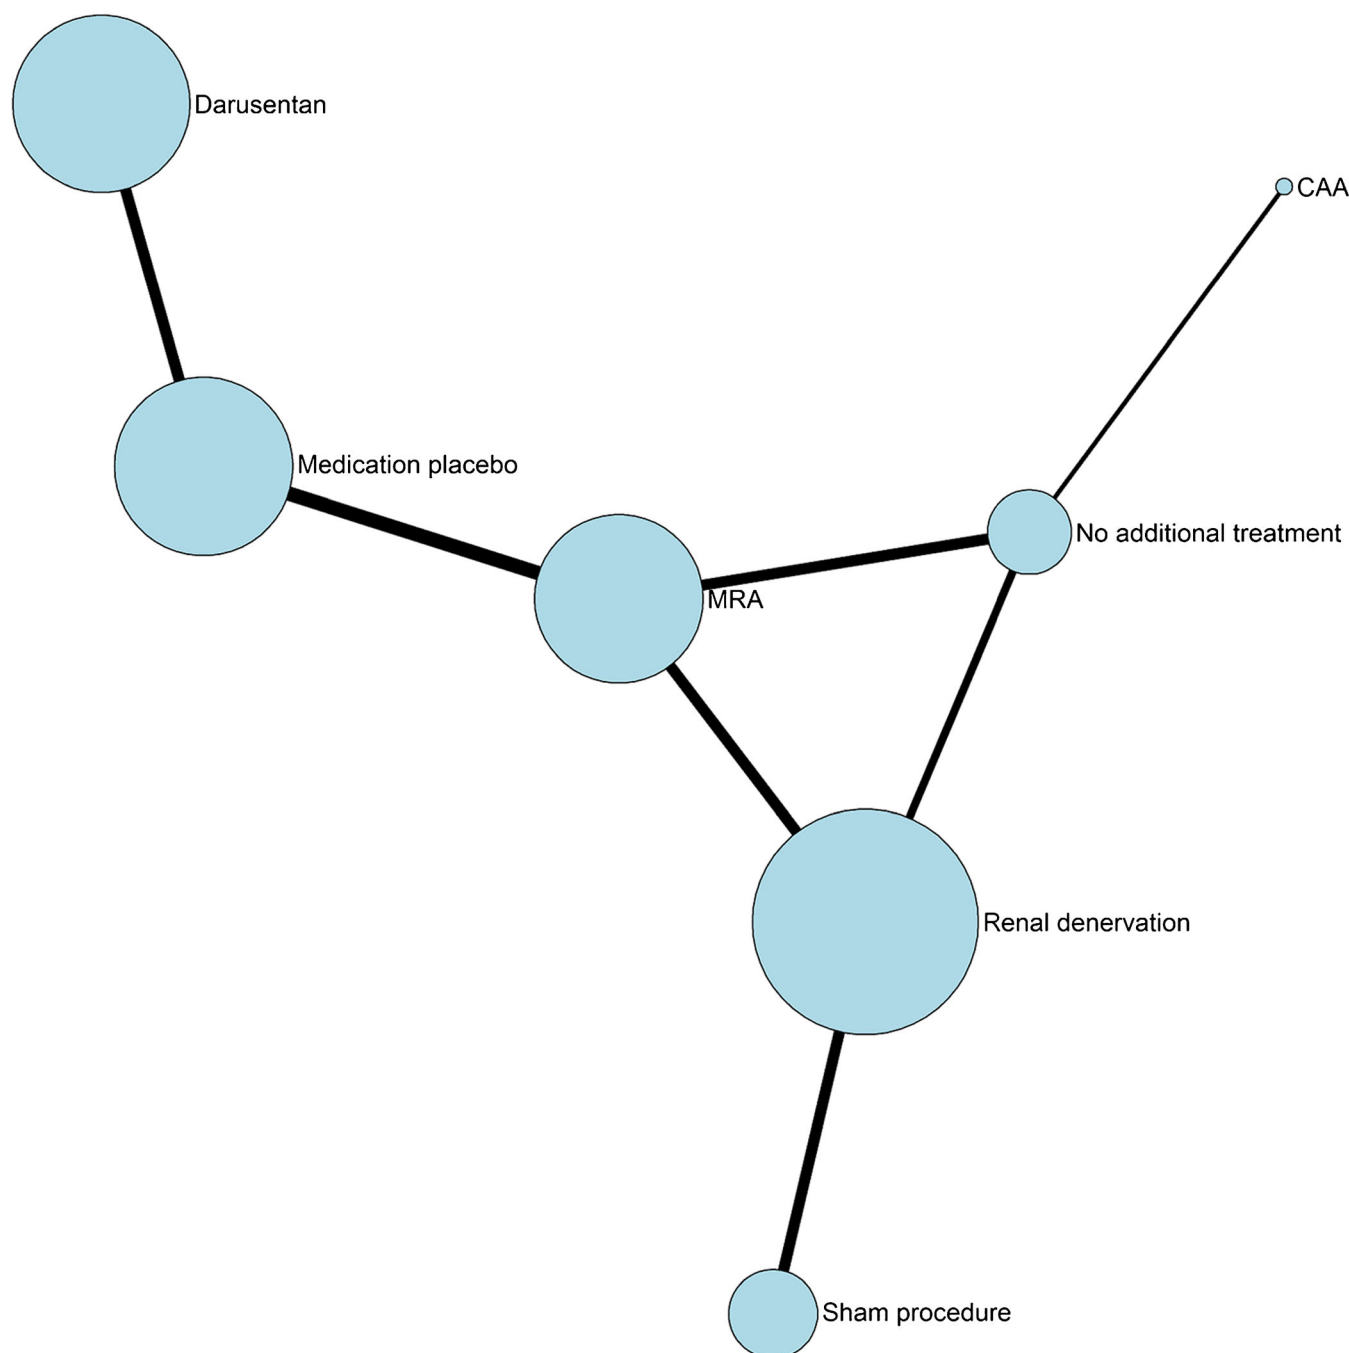 Darusentan
CAA
Medication placebo
No additional treatment
MRA
Renal denervation
Sham procedure